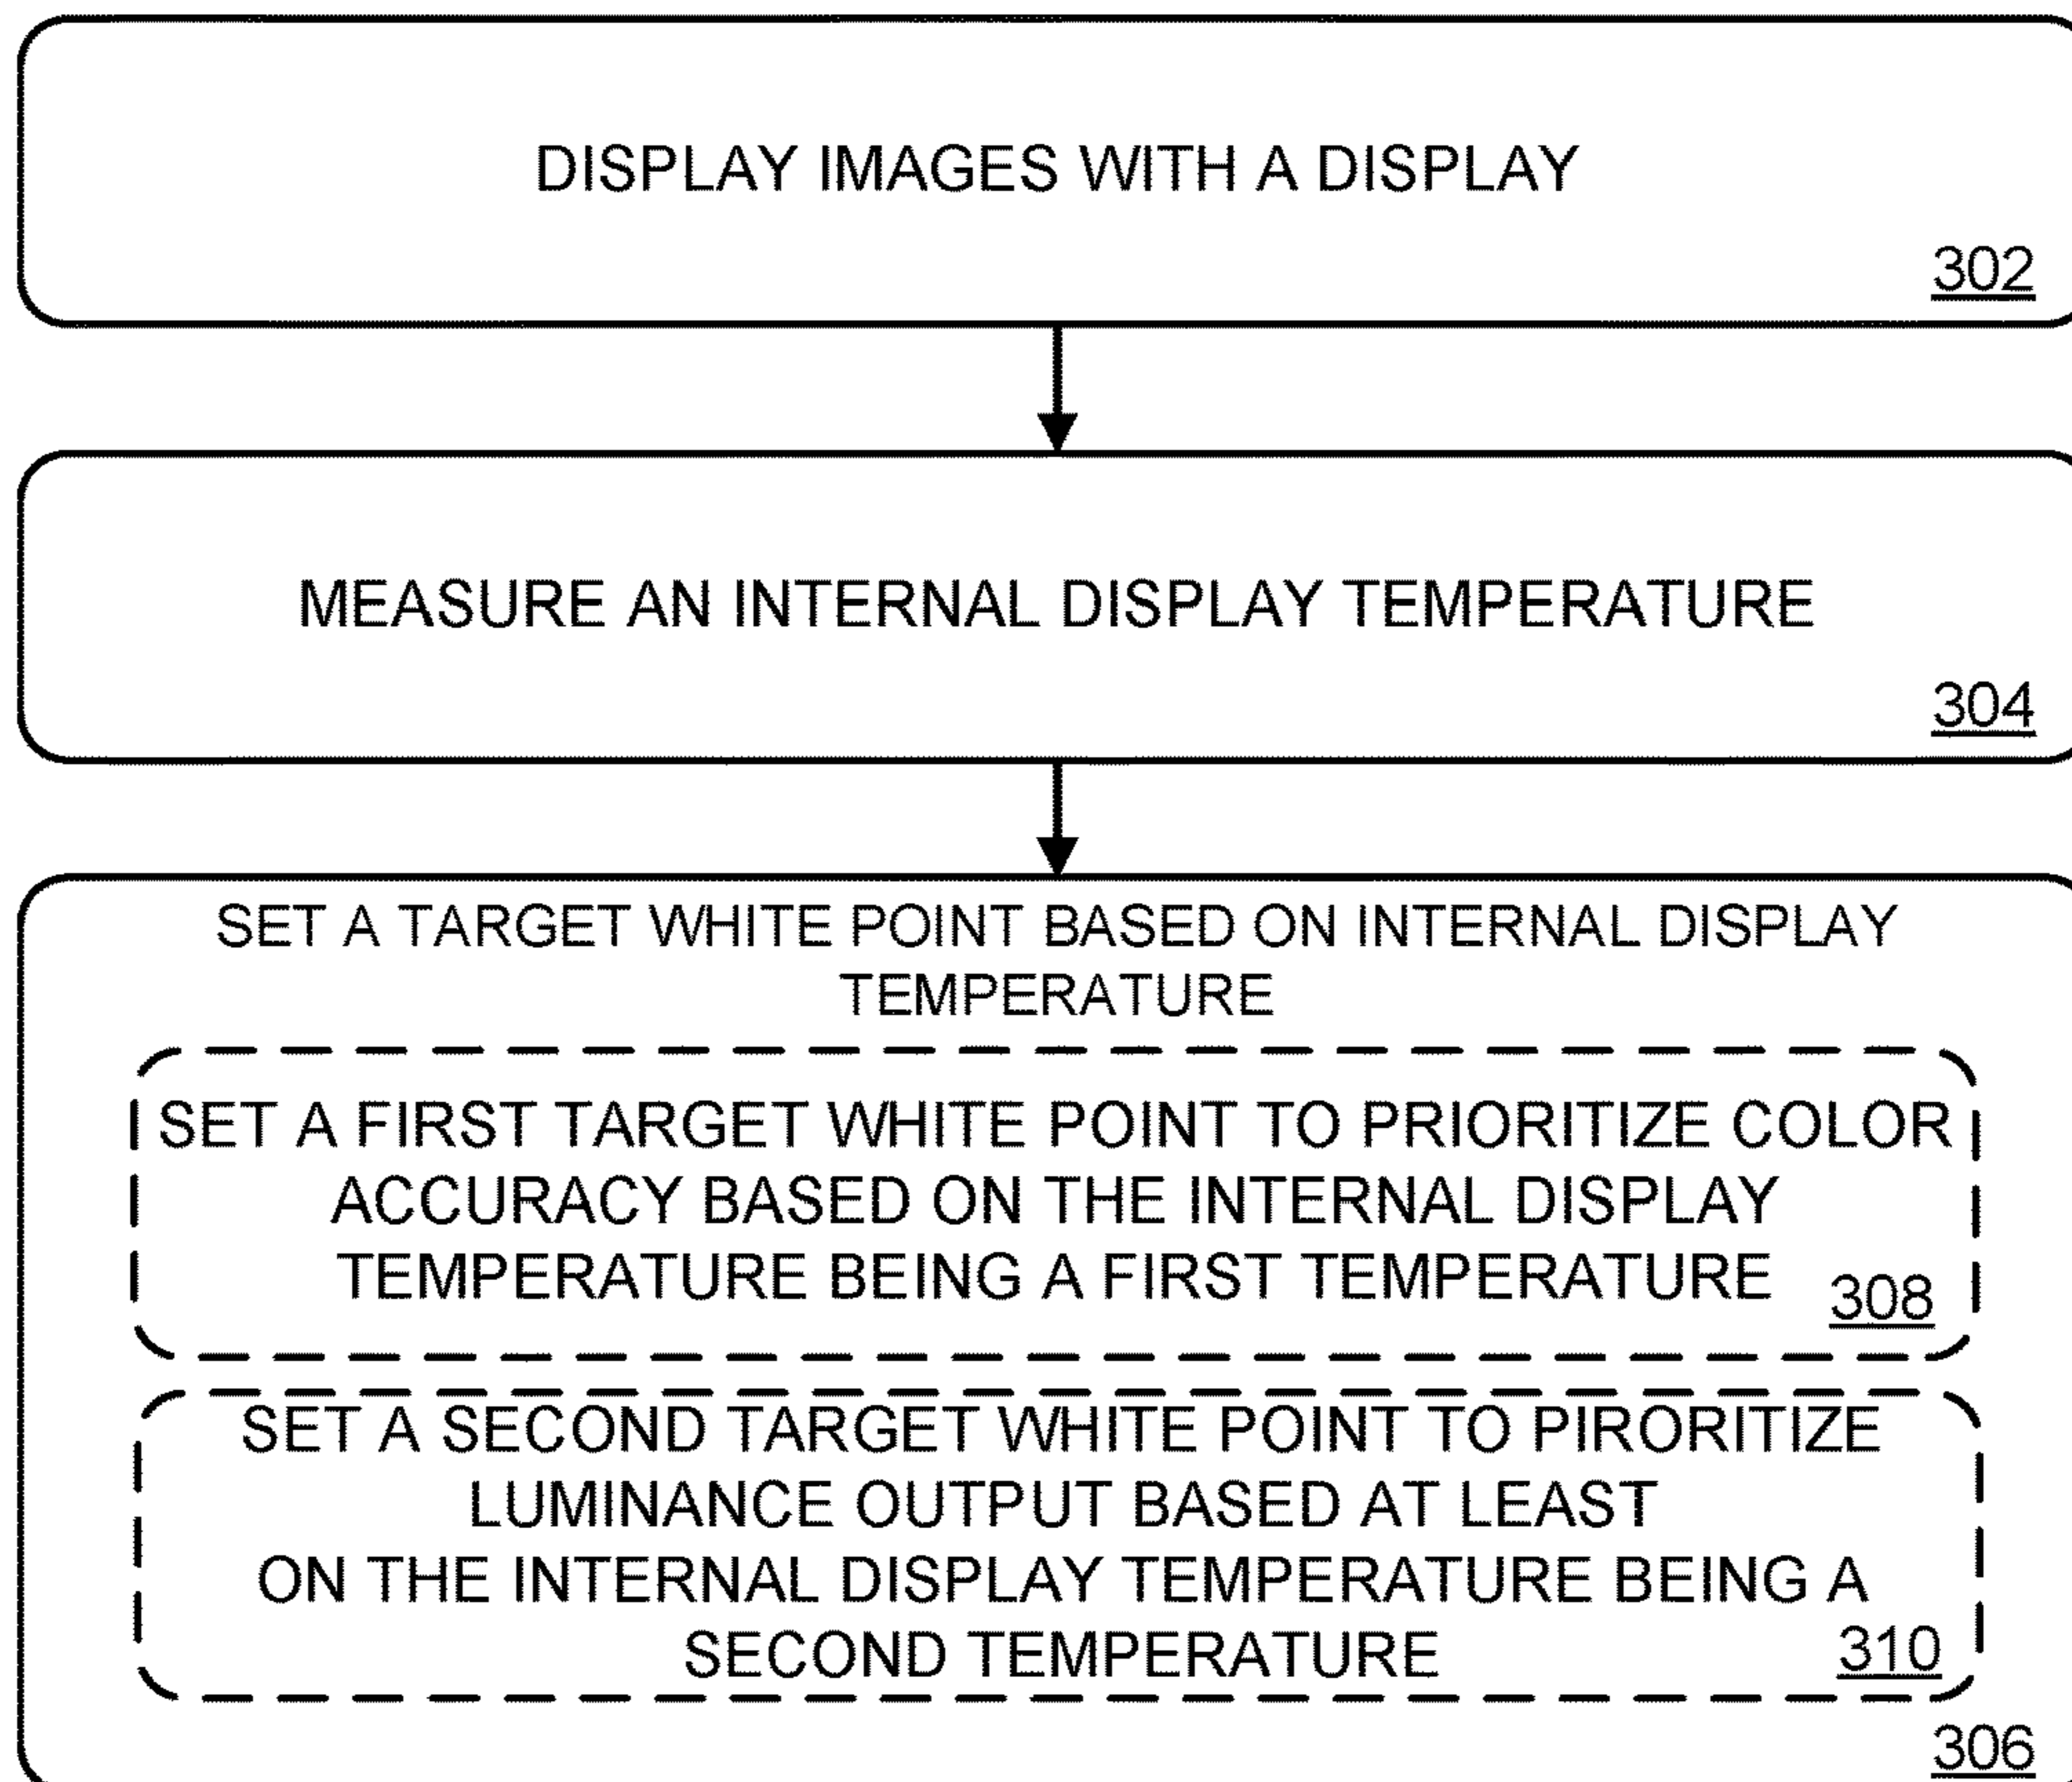 DISPLAY IMAGES WITH A DISPLAY
302
MEASURE AN INTERNAL DISPLAY TEMPERATURE
304
SET A TARGET WHITE POINT BASED ON INTERNAL DISPLAY
TEMPERATURE
SET A FIRST TARGET WHITE POINT TO PRIORITIZE COLOR
ACCURACY BASED ON THE INTERNAL DISPLAY
TEMPERATURE BEING A FIRST TEMPERATURE
308
SET A SECOND TARGET WHITE POINT TO PIRORITIZE
LUMINANCE OUTPUT BASED AT LEAST
ON THE INTERNAL DISPLAY TEMPERATURE BEING A
SECOND TEMPERATURE
310
306